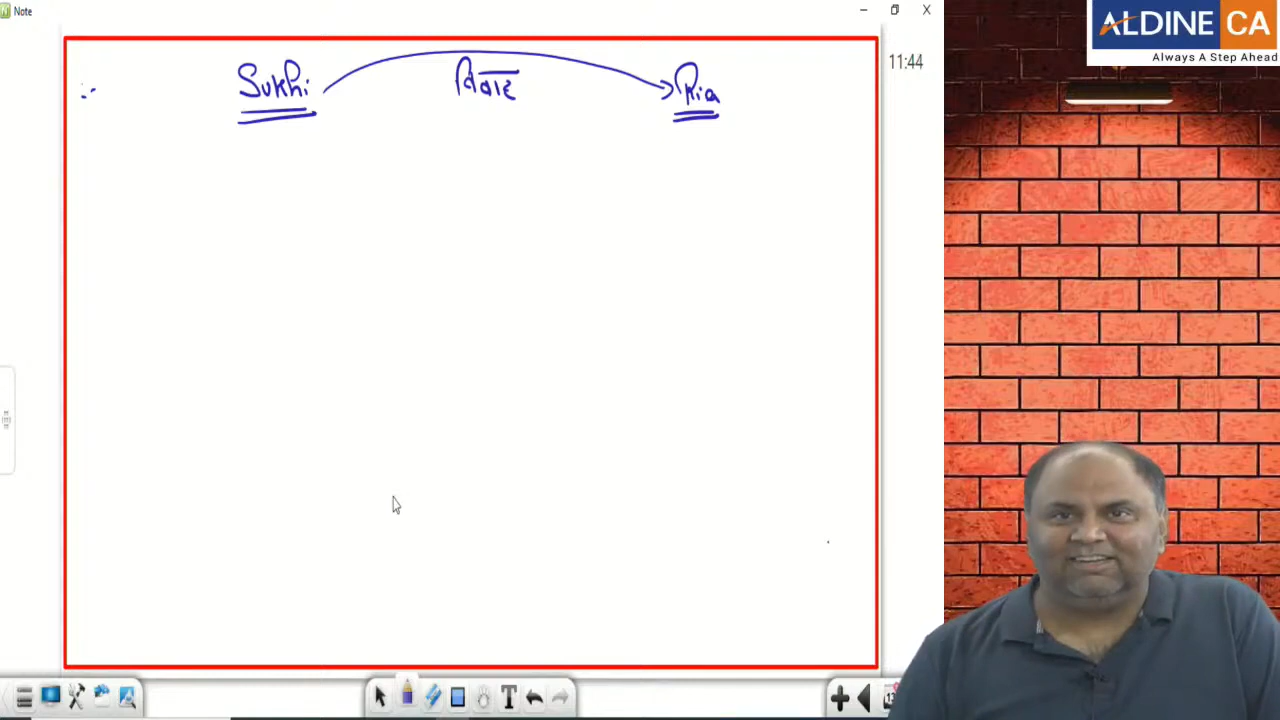 Note
ALDINE CA
Always A Step Ahead
11:44
Sukhi विवाह Ria